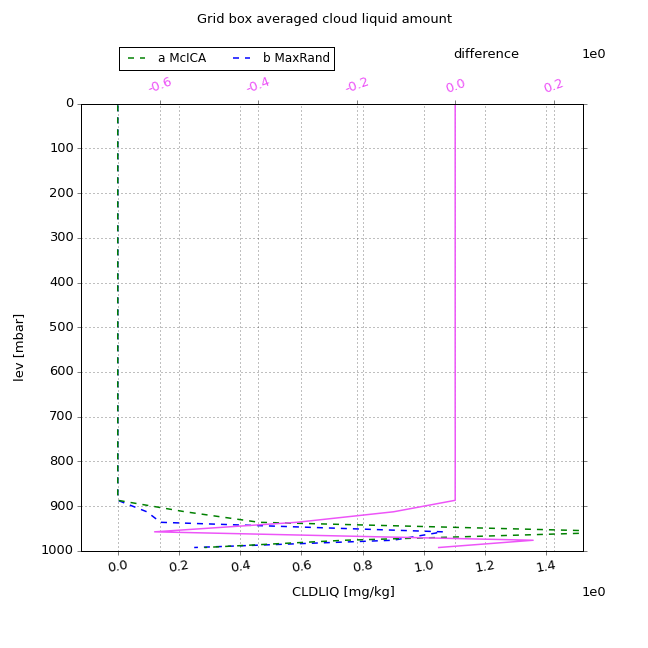 Grid box averaged cloud liquid amount
a McICA b MaxRand
difference 1e0
-0.6 -0.4 -0.2 0.0 0.2
0
100
200
300
400
500
600
700
800
900
1000
lev [mbar]
0.0 0.2 0.4 0.6 0.8 1.0 1.2 1.4
CLDLIQ [mg/kg] 1e0